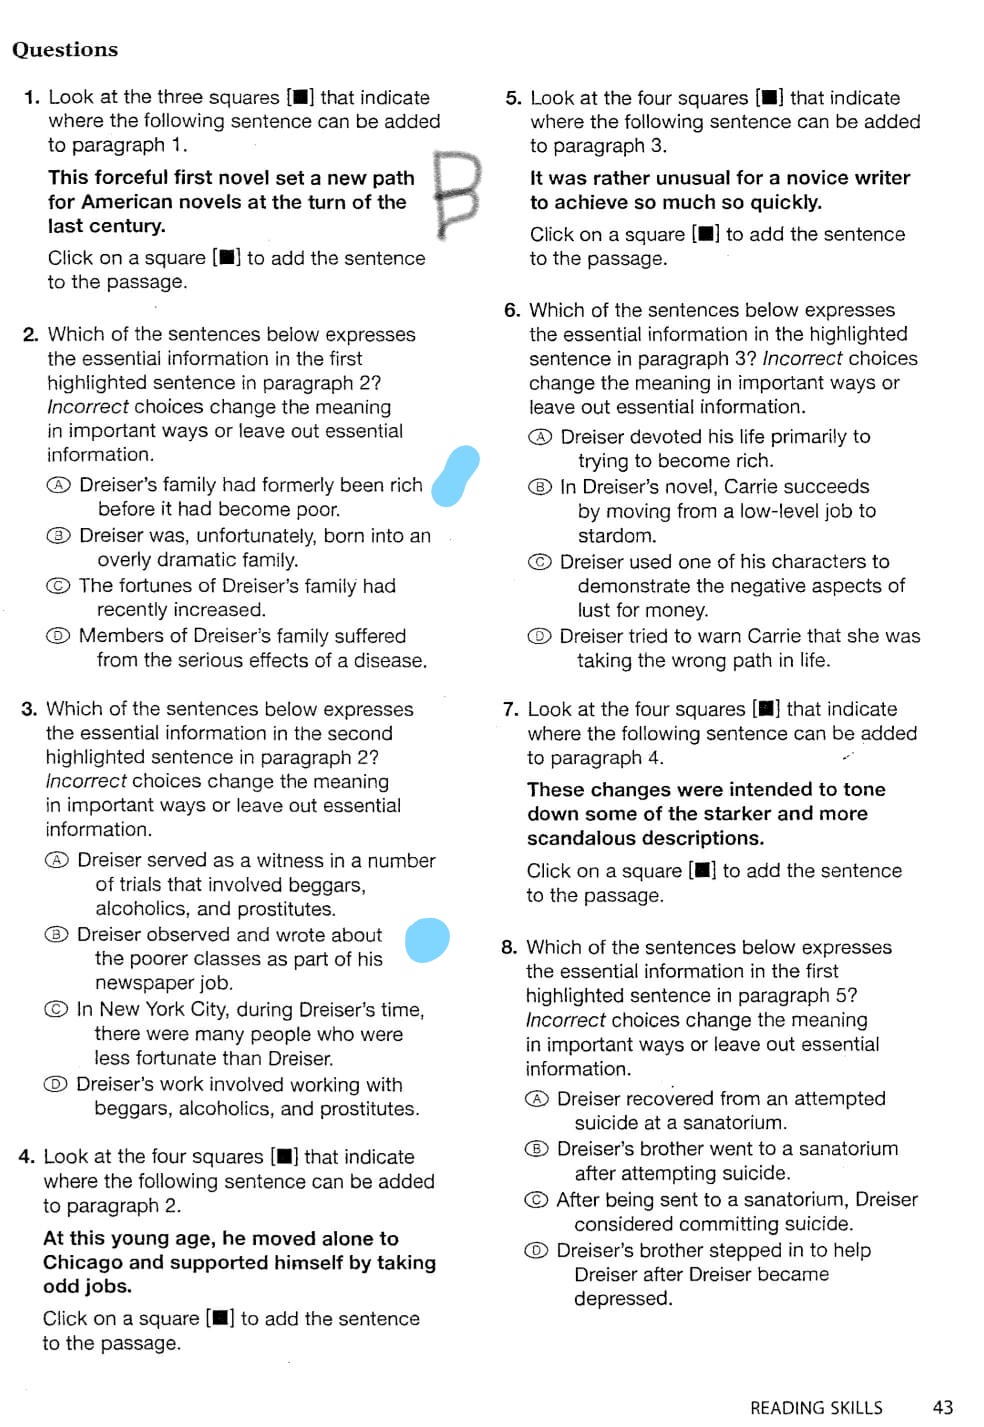 Questions
1. Look at the three squares [■] that indicate
where the following sentence can be added
to paragraph 1.
This forceful first novel set a new path
for American novels at the turn of the
last century.
Click on a square [■] to add the sentence
to the passage.
B
2. Which of the sentences below expresses
the essential information in the first
highlighted sentence in paragraph 2?
Incorrect choices change the meaning
in important ways or leave out essential
information.
Ⓐ Dreiser's family had formerly been rich
before it had become poor.
Ⓑ Dreiser was, unfortunately, born into an
overly dramatic family.
Ⓒ The fortunes of Dreiser's family had
recently increased.
Ⓓ Members of Dreiser's family suffered
from the serious effects of a disease.
3. Which of the sentences below expresses
the essential information in the second
highlighted sentence in paragraph 2?
Incorrect choices change the meaning
in important ways or leave out essential
information.
Ⓐ Dreiser served as a witness in a number
of trials that involved beggars,
alcoholics, and prostitutes.
Ⓑ Dreiser observed and wrote about
the poorer classes as part of his
newspaper job.
Ⓒ In New York City, during Dreiser's time,
there were many people who were
less fortunate than Dreiser.
Ⓓ Dreiser's work involved working with
beggars, alcoholics, and prostitutes.
4. Look at the four squares [■] that indicate
where the following sentence can be added
to paragraph 2.
At this young age, he moved alone to
Chicago and supported himself by taking
odd jobs.
Click on a square [■] to add the sentence
to the passage.
5. Look at the four squares [■] that indicate
where the following sentence can be added
to paragraph 3.
It was rather unusual for a novice writer
to achieve so much so quickly.
Click on a square [■] to add the sentence
to the passage.
6. Which of the sentences below expresses
the essential information in the highlighted
sentence in paragraph 3? Incorrect choices
change the meaning in important ways or
leave out essential information.
Ⓐ Dreiser devoted his life primarily to
trying to become rich.
Ⓑ In Dreiser's novel, Carrie succeeds
by moving from a low-level job to
stardom.
Ⓒ Dreiser used one of his characters to
demonstrate the negative aspects of
lust for money.
Ⓓ Dreiser tried to warn Carrie that she was
taking the wrong path in life.
7. Look at the four squares [■] that indicate
where the following sentence can be added
to paragraph 4.
These changes were intended to tone
down some of the starker and more
scandalous descriptions.
Click on a square [■] to add the sentence
to the passage.
8. Which of the sentences below expresses
the essential information in the first
highlighted sentence in paragraph 5?
Incorrect choices change the meaning
in important ways or leave out essential
information.
Ⓐ Dreiser recovered from an attempted
suicide at a sanatorium.
Ⓑ Dreiser's brother went to a sanatorium
after attempting suicide.
Ⓒ After being sent to a sanatorium, Dreiser
considered committing suicide.
Ⓓ Dreiser's brother stepped in to help
Dreiser after Dreiser became
depressed.
READING SKILLS 43